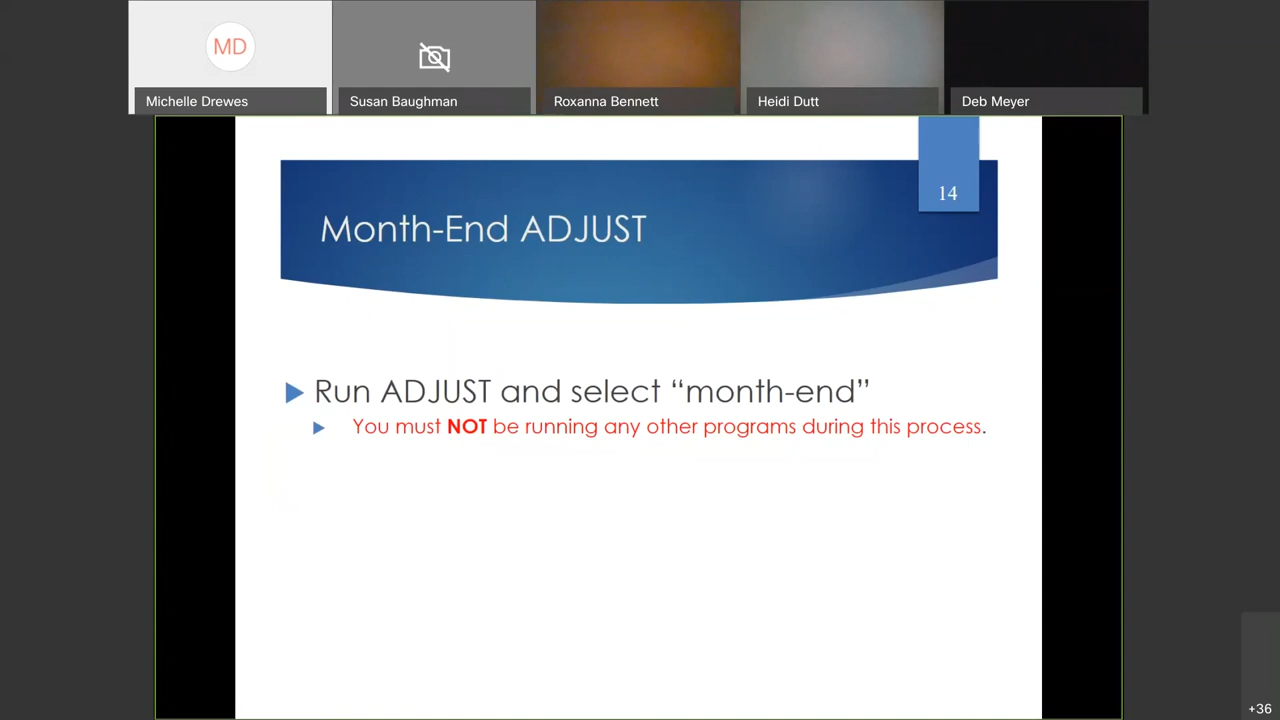 MD
Michelle Drewes
Susan Baughman
Roxanna Bennett
Heidi Dutt
Deb Meyer
14
Month-End ADJUST
Run ADJUST and select “month-end”
You must NOT be running any other programs during this process.
+36